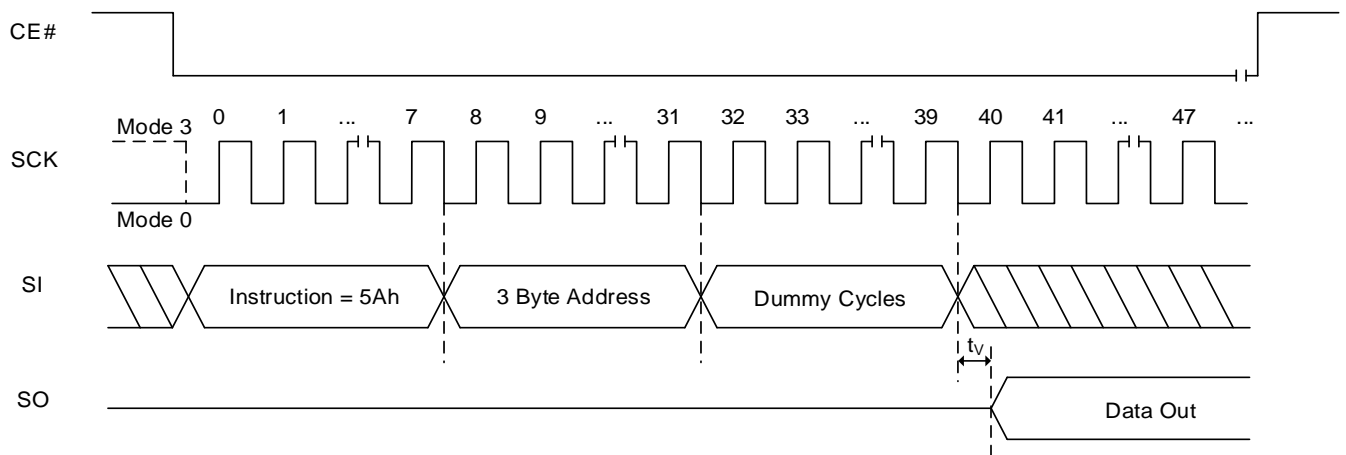 CE#
Mode 3
0 1 ... 7 8 9 ... 31 32 33 ... 39 40 41 ... 47 ...
SCK
Mode 0
SI
Instruction = 5Ah
3 Byte Address
Dummy Cycles
tV
SO
Data Out